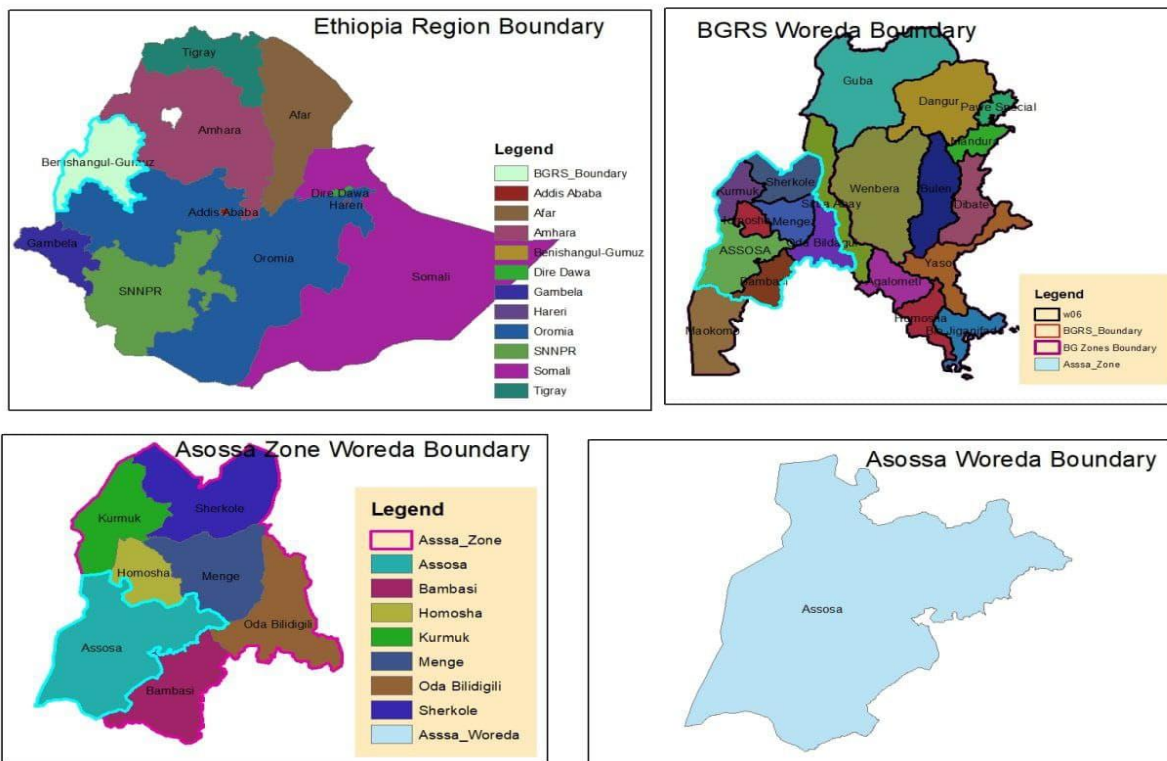 Ethiopia Region Boundary
Tigray
Afar
Amhara
Benishangul-Gumuz
Dire Dawa
Hareri
Addis Ababa
Gambela
Oromia
Somali
SNNPR
Legend
BGRS_Boundary
Addis Ababa
Afar
Amhara
Benishangul-Gumuz
Dire Dawa
Gambela
Hareri
Oromia
SNNPR
Somali
Tigray
BGRS Woreda Boundary
Guba
Dangur
Pawe Special
Mandura
Sherkole
Kurmuk
Wenbera
Bulen
Dibate
Abay
Homosha
Menge
Oda Bildagul
ASSOSA
Yaso
Bambasi
Agalometi
Maokomo
Homosha
Legend
w06
BGRS_Boundary
BG Zones Boundary
Asssa_Zone
Asossa Zone Woreda Boundary
Sherkole
Kurmuk
Homosha
Menge
Oda Bilidigili
Assosa
Bambasi
Legend
Asssa_Zone
Assosa
Bambasi
Homosha
Kurmuk
Menge
Oda Bilidigili
Sherkole
Asssa_Woreda
Asossa Woreda Boundary
Assosa